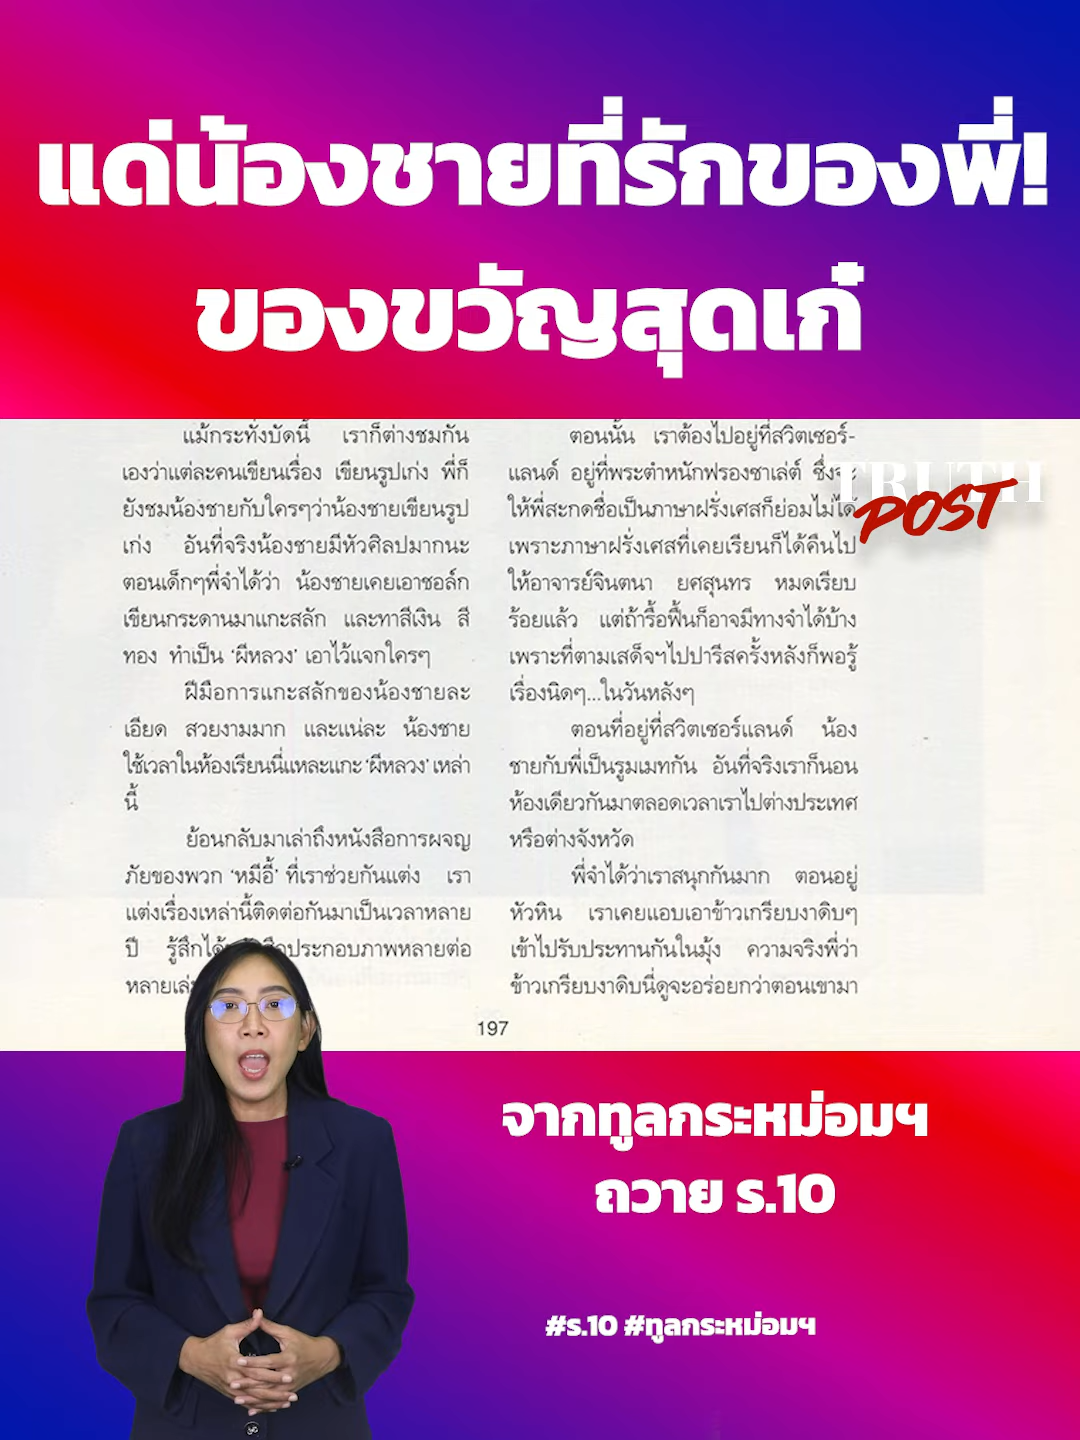 แด่น้องชายที่รักของพี่!
ของขวัญสุดเก๋
แม้กระทั่งบัดนี้ เราก็ต่างชมกัน
เองว่าแต่ละคนเขียนเรื่อง เขียนรูปเก่ง พี่ก็
ยังชมน้องชายกับใครๆว่าน้องชายเขียนรูป
เก่ง อันที่จริงน้องชายมีหัวศิลปมากนะ
ตอนเด็กๆพี่จำได้ว่า น้องชายเคยเอาชอล์ก
เขียนกระดานมาแกะสลัก และทาสีเงิน สี
ทอง ทำเป็น ‘ผีหลวง’ เอาไว้แจกใครๆ
ฝีมือการแกะสลักของน้องชายละ
เอียด สวยงามมาก และแน่ละ น้องชาย
ใช้เวลาในห้องเรียนนี่แหละแกะ ‘ผีหลวง’ เหล่า
นี้
ย้อนกลับมาเล่าถึงหนังสือการผจญ
ภัยของพวก ‘หมีอี้’ ที่เราช่วยกันแต่ง เรา
แต่งเรื่องเหล่านี้ติดต่อกันมาเป็นเวลาหลาย
ปี รู้สึกได้ ประกอบภาพหลายต่อ
หลายเล่ม
ตอนนั้น เราต้องไปอยู่ที่สวิตเซอร์-
แลนด์ อยู่ที่พระตำหนักฟรองซาเล่ต์ ซึ่งจะ
ให้พี่สะกดชื่อเป็นภาษาฝรั่งเศสก็ย่อมไม่ได้
เพราะภาษาฝรั่งเศสที่เคยเรียนก็ได้คืนไป
ให้อาจารย์จินตนา ยศสุนทร หมดเรียบ
ร้อยแล้ว แต่ถ้ารื้อฟื้นก็อาจมีทางจำได้บ้าง
เพราะที่ตามเสด็จฯไปปารีสครั้งหลังก็พอรู้
เรื่องนิดๆ...ในวันหลังๆ
ตอนที่อยู่ที่สวิตเซอร์แลนด์ น้อง
ชายกับพี่เป็นรูมเมทกัน อันที่จริงเราก็นอน
ห้องเดียวกันมาตลอดเวลาเราไปต่างประเทศ
หรือต่างจังหวัด
พี่จำได้ว่าเราสนุกกันมาก ตอนอยู่
หัวหิน เราเคยแอบเอาข้าวเกรียบงาดิบๆ
เข้าไปรับประทานกันในมุ้ง ความจริงพี่ว่า
ข้าวเกรียบงาดิบนี่ดูจะอร่อยกว่าตอนเขามา
197
TRUTH
POST
จากทูลกระหม่อมฯ
ถวาย ร.10
#ร.10 #ทูลกระหม่อมฯ